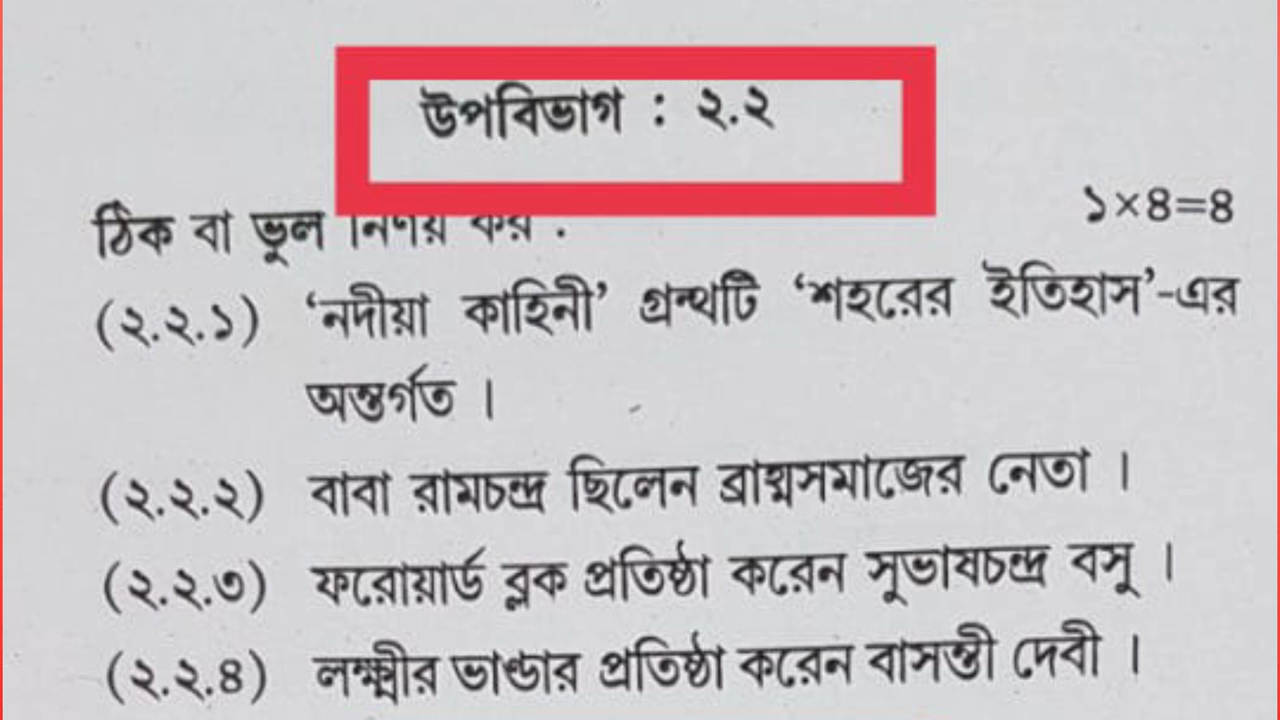 উপবিভাগ : ২.২
ঠিক বা ভুল নির্ণয় কর : ১×৪=৪
(২.২.১) ‘নদীয়া কাহিনী’ গ্রন্থটি ‘শহরের ইতিহাস’-এর
অন্তর্গত ।
(২.২.২) বাবা রামচন্দ্র ছিলেন ব্রাহ্মসমাজের নেতা ।
(২.২.৩) ফরোয়ার্ড ব্লক প্রতিষ্ঠা করেন সুভাষচন্দ্র বসু ।
(২.২.৪) লক্ষ্মীর ভাণ্ডার প্রতিষ্ঠা করেন বাসন্তী দেবী ।